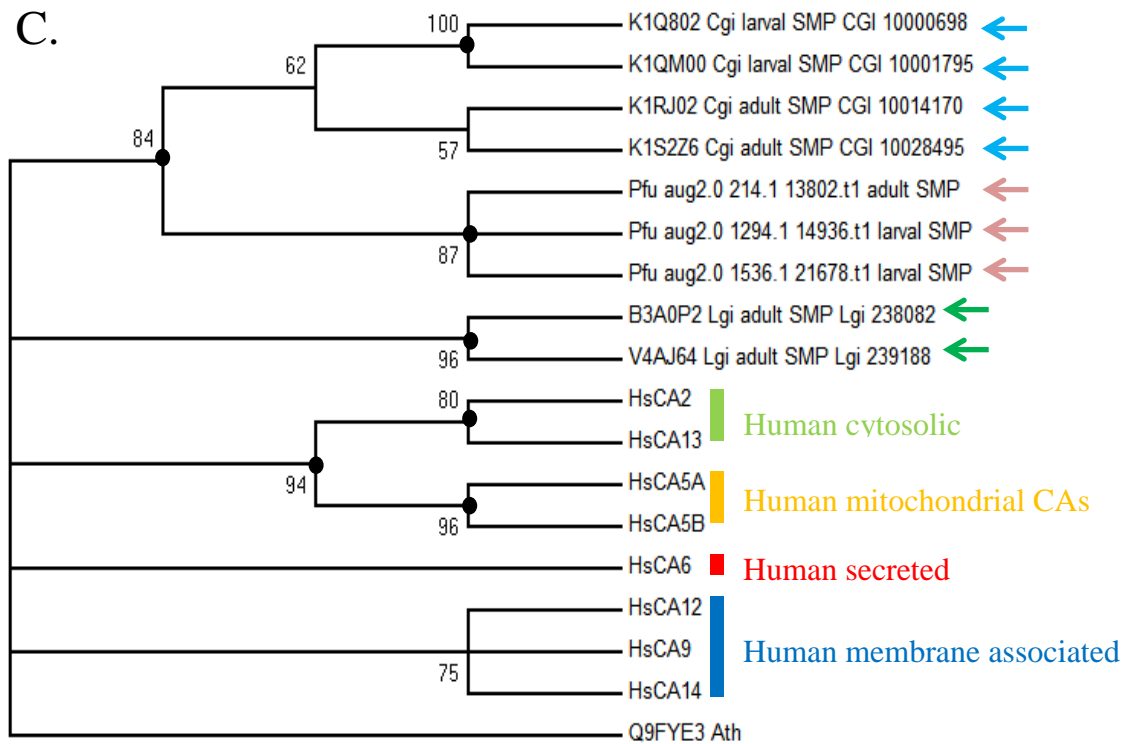 C.
100
K1Q802 Cgi larval SMP CGI 10000698
K1QM00 Cgi larval SMP CGI 10001795
62
K1RJ02 Cgi adult SMP CGI 10014170
57
K1S2Z6 Cgi adult SMP CGI 10028495
84
Pfu aug2.0 214.1 13802.t1 adult SMP
Pfu aug2.0 1294.1 14936.t1 larval SMP
87
Pfu aug2.0 1536.1 21678.t1 larval SMP
B3A0P2 Lgi adult SMP Lgi 238082
96
V4AJ64 Lgi adult SMP Lgi 239188
80
HsCA2
Human cytosolic
HsCA13
94
HsCA5A
Human mitochondrial CAs
96
HsCA5B
HsCA6
Human secreted
HsCA12
HsCA9
Human membrane associated
75
HsCA14
Q9FYE3 Ath